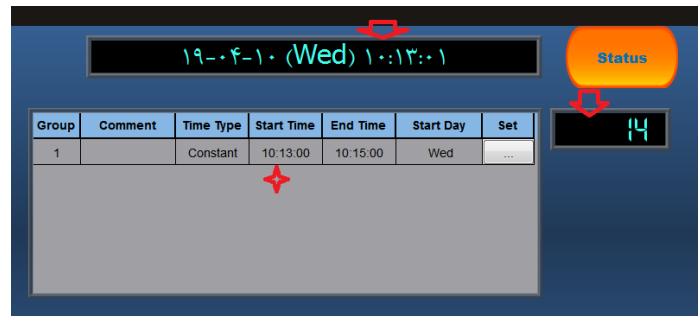 ۱۹-۰۴-۱۰ (Wed) ۱۰:۱۳:۰۱
Status
14
Group Comment Time Type Start Time End Time Start Day Set
1 Constant 10:13:00 10:15:00 Wed ...